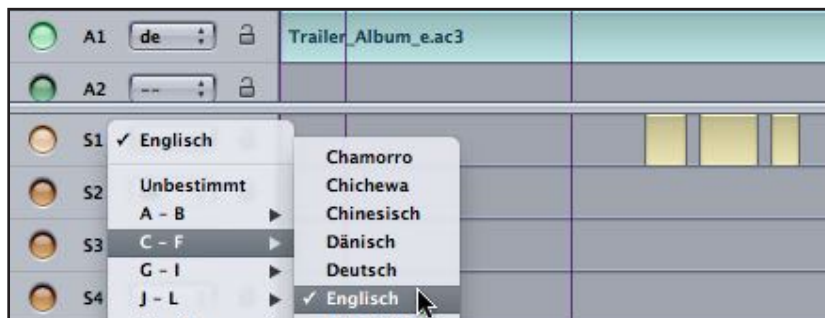 A1 de Trailer_Album_e.ac3
A2 --
S1 ✓ Englisch
S2 Unbestimmt
A - B
S3 C - F
G - I
S4 J - L
Chamorro
Chichewa
Chinesisch
Dänisch
Deutsch
✓ Englisch